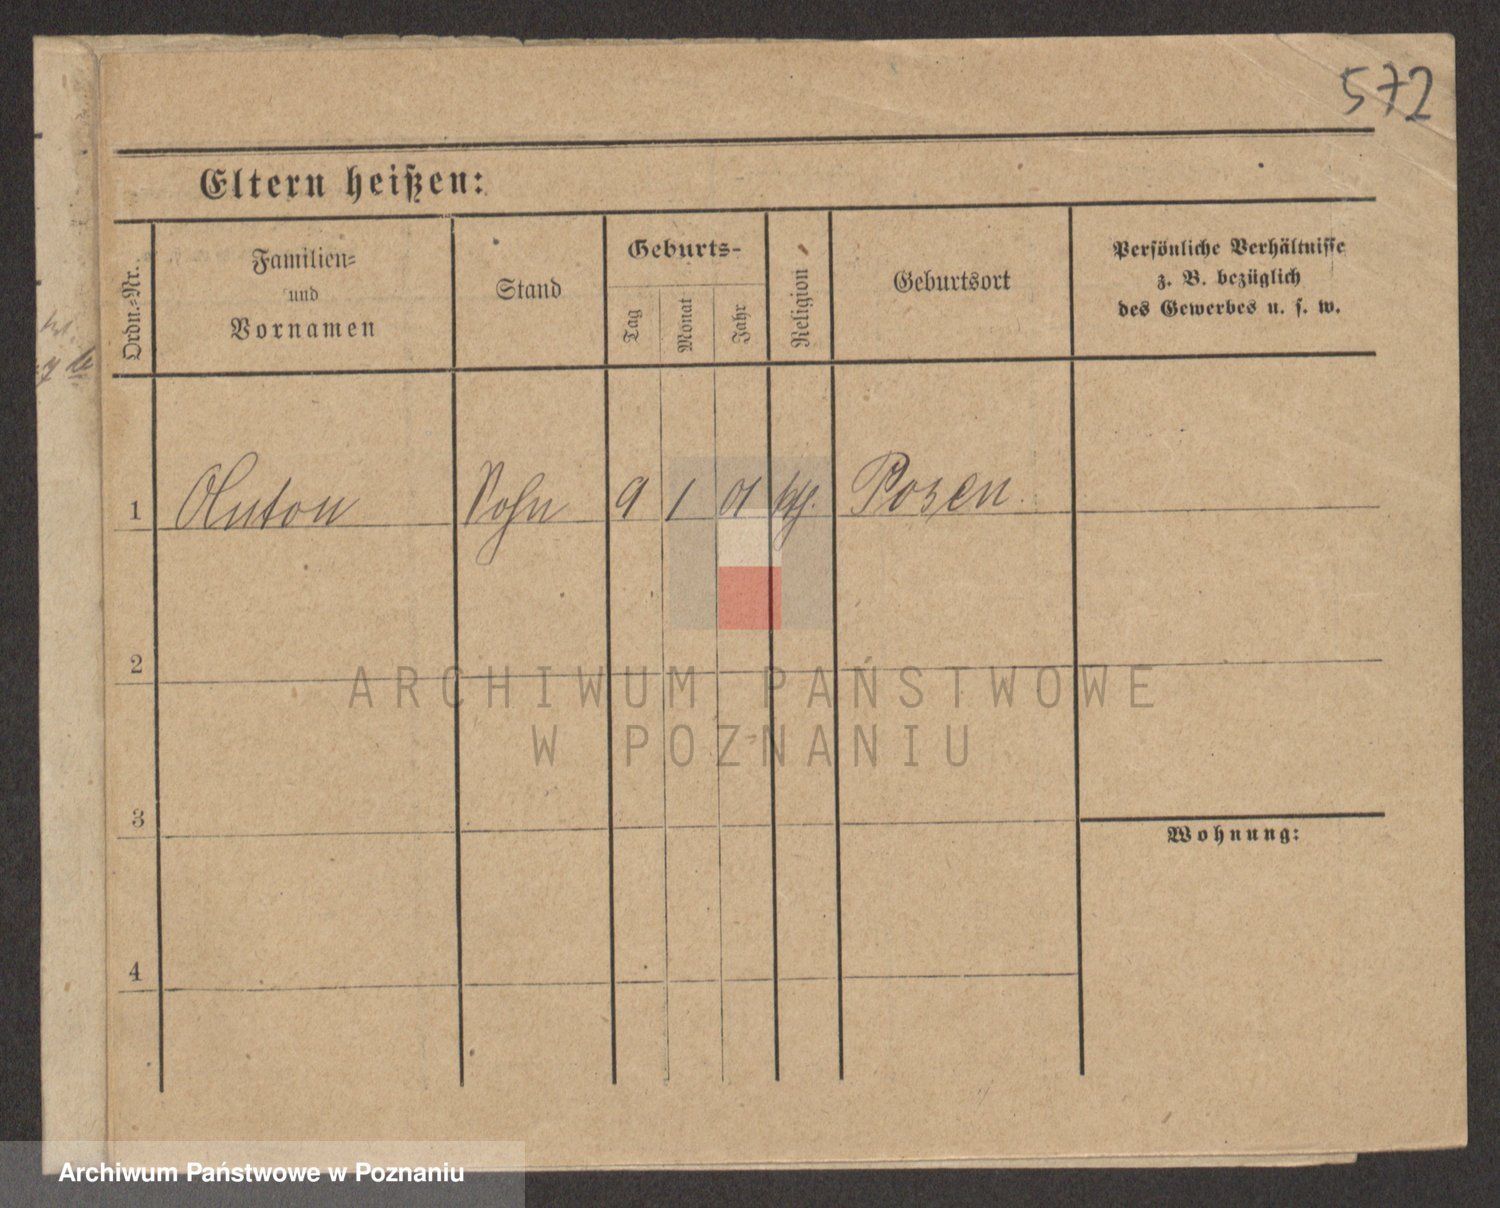 572
Eltern heißen:
Ordn.-Nr.
Familien-
und
Vornamen
Stand
Geburts-
Tag
Monat
Jahr
Religion
Geburtsort
Persönliche Verhältnisse
z. B. bezüglich
des Gewerbes u. s. w.
1 Anton Sohn 9 1 01 kth. Posen
2
3
Wohnung:
4
ARCHIWUM PAŃSTWOWE
W POZNANIU
Archiwum Państwowe w Poznaniu